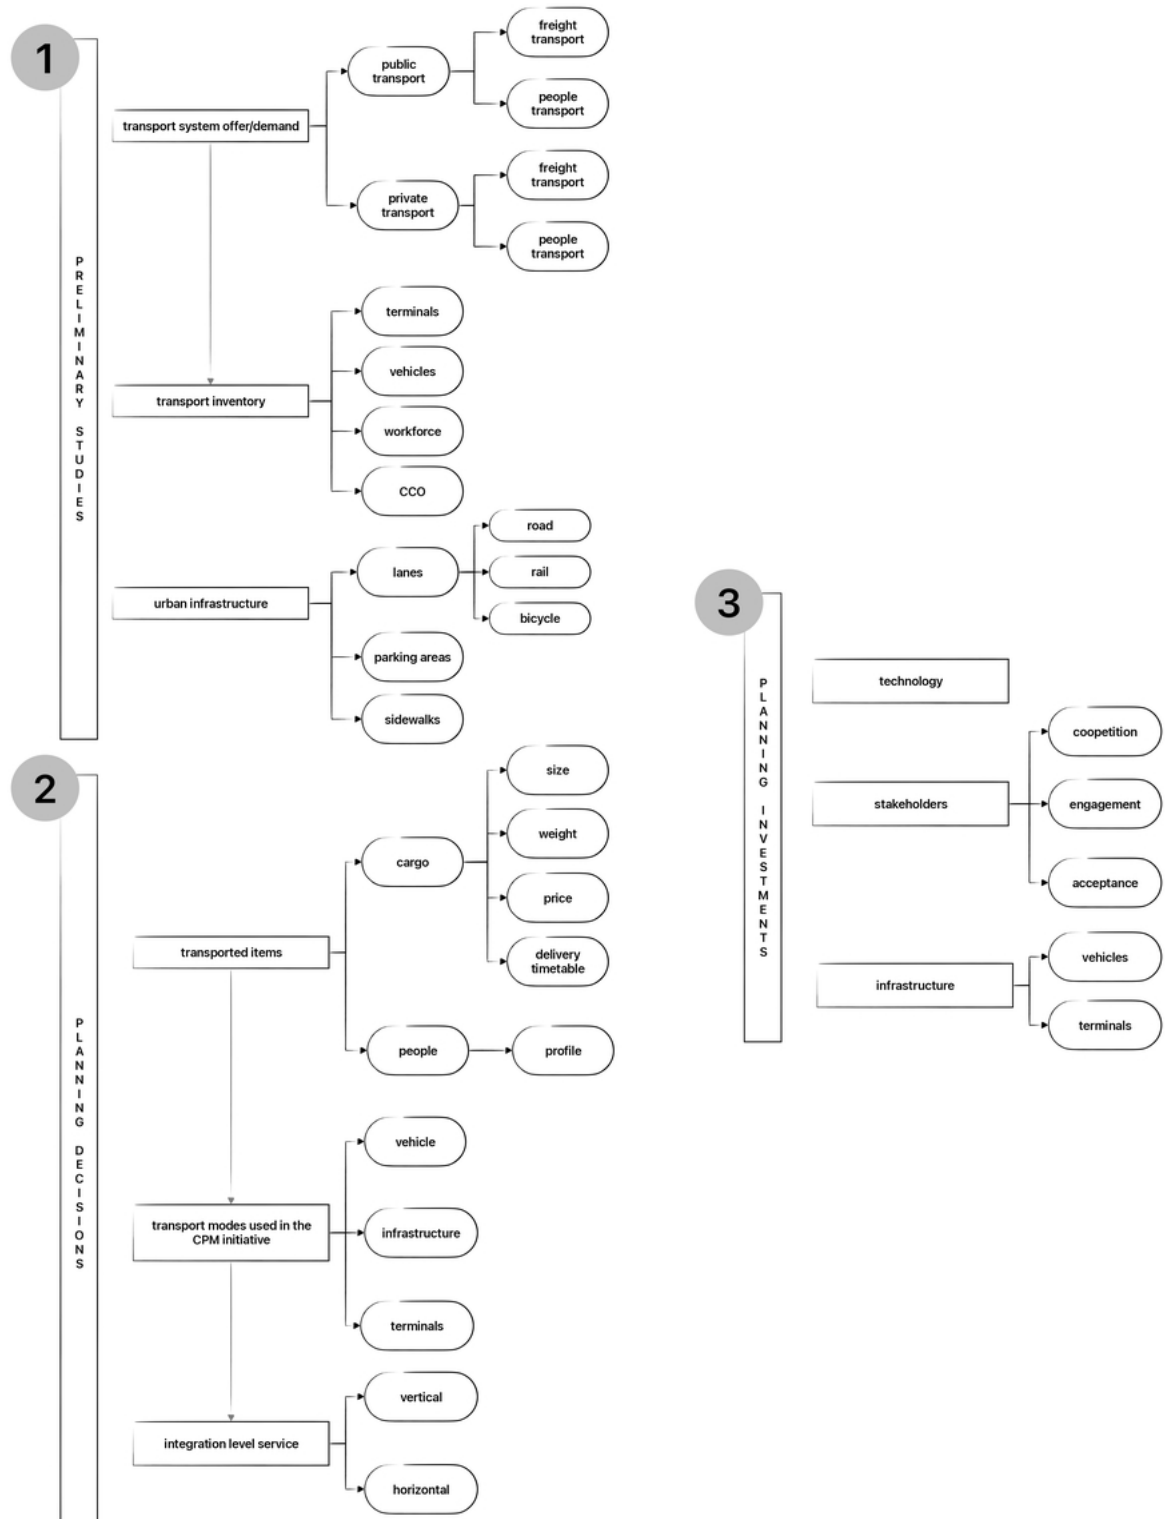 1
PRELIMINARY STUDIES
transport system offer/demand
public
transport
freight
transport
people
transport
private
transport
freight
transport
people
transport
transport inventory
terminals
vehicles
workforce
CCO
urban infrastructure
lanes
road
rail
bicycle
parking areas
sidewalks
2
PLANNING DECISIONS
transported items
cargo
size
weight
price
delivery
timetable
people
profile
transport modes used in the
CPM initiative
vehicle
infrastructure
terminals
integration level service
vertical
horizontal
3
PLANNING INVESTMENTS
technology
stakeholders
coopetition
engagement
acceptance
infrastructure
vehicles
terminals